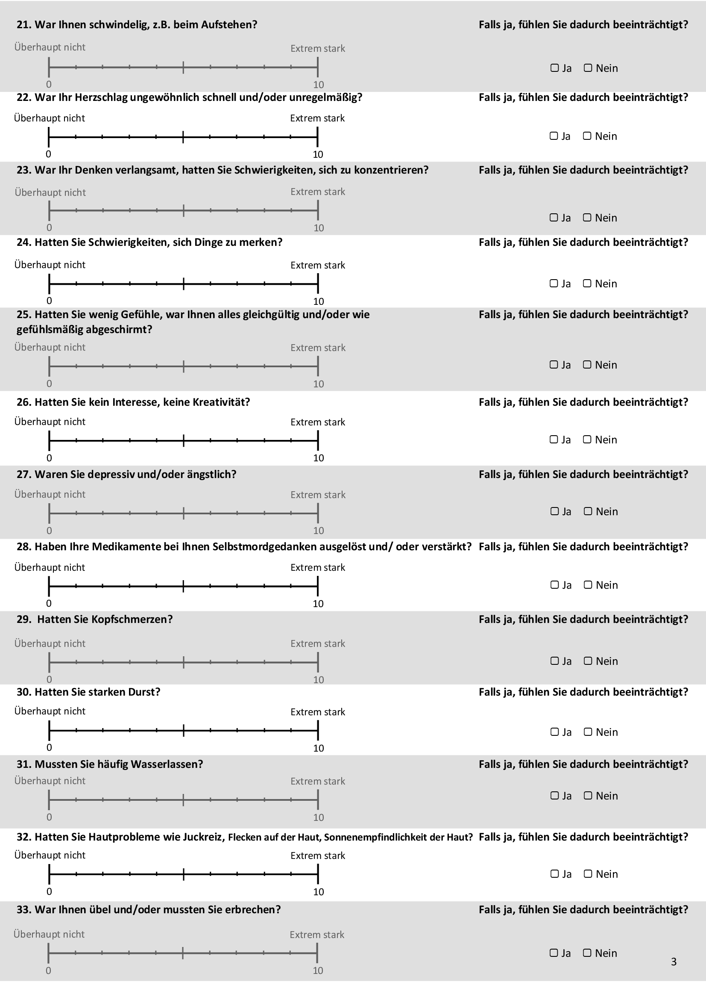 21. War Ihnen schwindelig, z.B. beim Aufstehen? Falls ja, fühlen Sie dadurch beeinträchtigt?
Überhaupt nicht Extrem stark
▢ Ja ▢ Nein
0 10
22. War Ihr Herzschlag ungewöhnlich schnell und/oder unregelmäßig? Falls ja, fühlen Sie dadurch beeinträchtigt?
Überhaupt nicht Extrem stark
▢ Ja ▢ Nein
0 10
23. War Ihr Denken verlangsamt, hatten Sie Schwierigkeiten, sich zu konzentrieren? Falls ja, fühlen Sie dadurch beeinträchtigt?
Überhaupt nicht Extrem stark
▢ Ja ▢ Nein
0 10
24. Hatten Sie Schwierigkeiten, sich Dinge zu merken? Falls ja, fühlen Sie dadurch beeinträchtigt?
Überhaupt nicht Extrem stark
▢ Ja ▢ Nein
0 10
25. Hatten Sie wenig Gefühle, war Ihnen alles gleichgültig und/oder wie Falls ja, fühlen Sie dadurch beeinträchtigt?
gefühlsmäßig abgeschirmt?
Überhaupt nicht Extrem stark
▢ Ja ▢ Nein
0 10
26. Hatten Sie kein Interesse, keine Kreativität? Falls ja, fühlen Sie dadurch beeinträchtigt?
Überhaupt nicht Extrem stark
▢ Ja ▢ Nein
0 10
27. Waren Sie depressiv und/oder ängstlich? Falls ja, fühlen Sie dadurch beeinträchtigt?
Überhaupt nicht Extrem stark
▢ Ja ▢ Nein
0 10
28. Haben Ihre Medikamente bei Ihnen Selbstmordgedanken ausgelöst und/ oder verstärkt? Falls ja, fühlen Sie dadurch beeinträchtigt?
Überhaupt nicht Extrem stark
▢ Ja ▢ Nein
0 10
29. Hatten Sie Kopfschmerzen? Falls ja, fühlen Sie dadurch beeinträchtigt?
Überhaupt nicht Extrem stark
▢ Ja ▢ Nein
0 10
30. Hatten Sie starken Durst? Falls ja, fühlen Sie dadurch beeinträchtigt?
Überhaupt nicht Extrem stark
▢ Ja ▢ Nein
0 10
31. Mussten Sie häufig Wasserlassen? Falls ja, fühlen Sie dadurch beeinträchtigt?
Überhaupt nicht Extrem stark
▢ Ja ▢ Nein
0 10
32. Hatten Sie Hautprobleme wie Juckreiz, Flecken auf der Haut, Sonnenempfindlichkeit der Haut? Falls ja, fühlen Sie dadurch beeinträchtigt?
Überhaupt nicht Extrem stark
▢ Ja ▢ Nein
0 10
33. War Ihnen übel und/oder mussten Sie erbrechen? Falls ja, fühlen Sie dadurch beeinträchtigt?
Überhaupt nicht Extrem stark
▢ Ja ▢ Nein
3
0 10